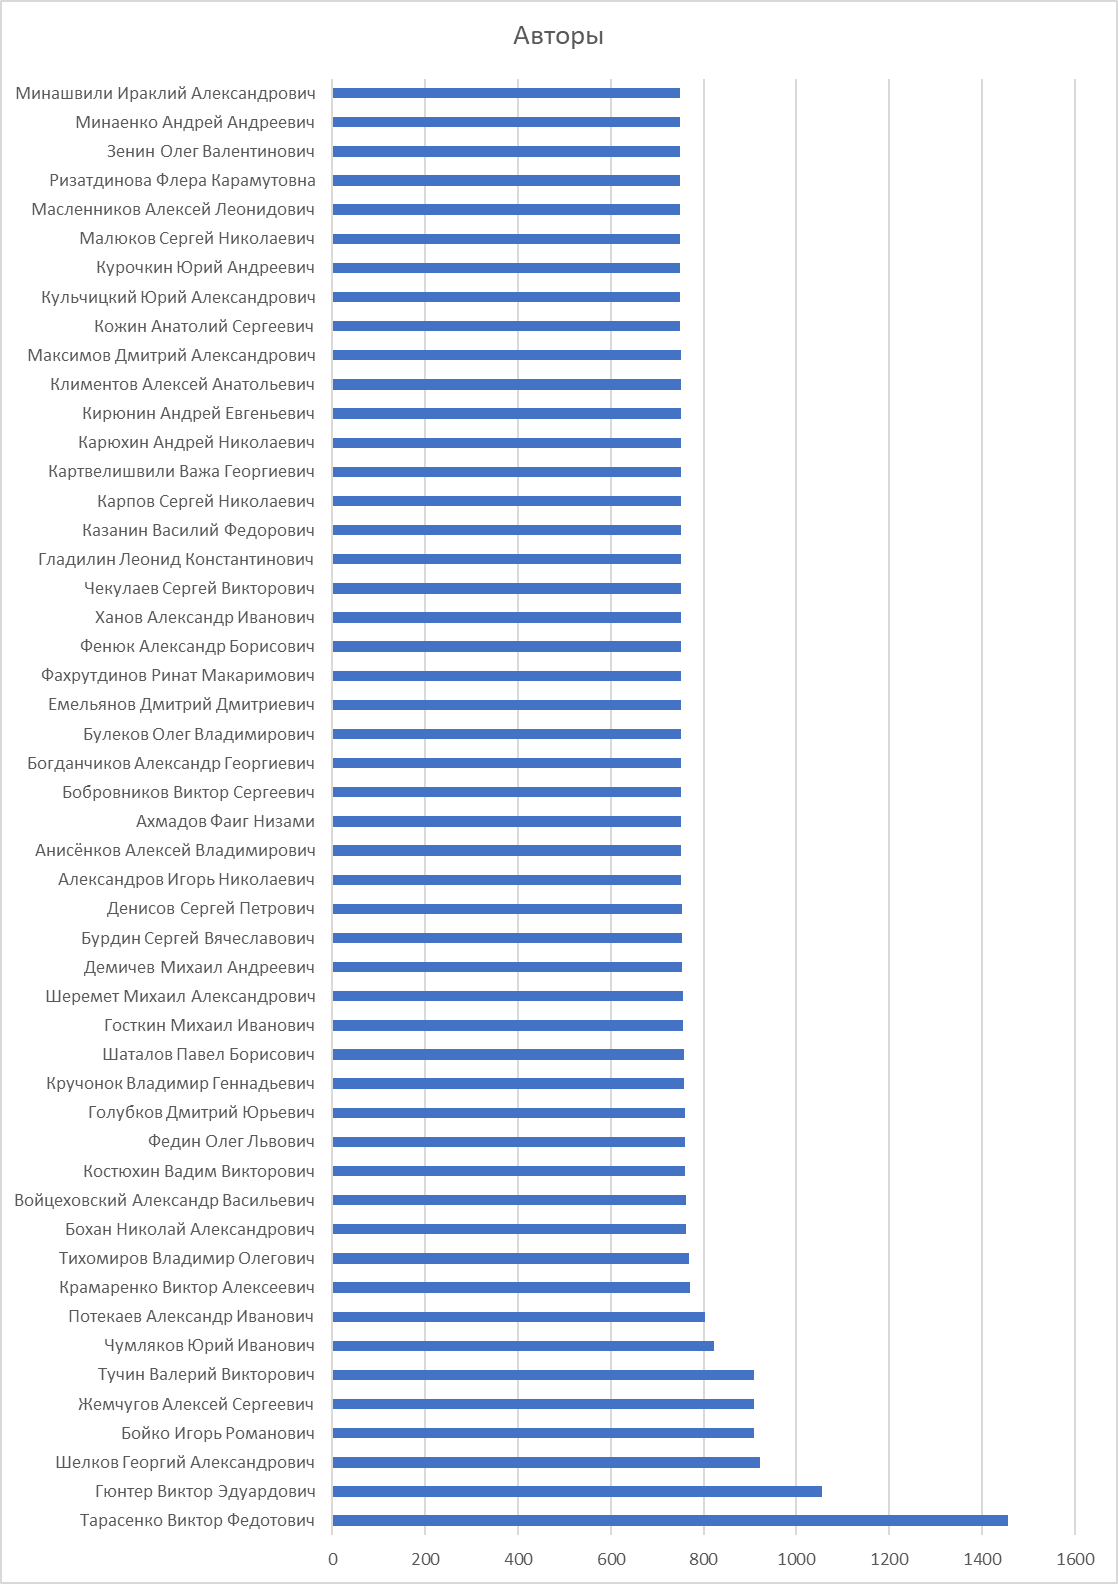 Авторы
Минашвили Ираклий Александрович
Минаенко Андрей Андреевич
Зенин Олег Валентинович
Ризатдинова Флера Карамутовна
Масленников Алексей Леонидович
Малюков Сергей Николаевич
Курочкин Юрий Андреевич
Кульчицкий Юрий Александрович
Кожин Анатолий Сергеевич
Максимов Дмитрий Александрович
Климентов Алексей Анатольевич
Кирюнин Андрей Евгеньевич
Карюхин Андрей Николаевич
Картвелишвили Важа Георгиевич
Карпов Сергей Николаевич
Казанин Василий Федорович
Гладилин Леонид Константинович
Чекулаев Сергей Викторович
Ханов Александр Иванович
Фенюк Александр Борисович
Фахрутдинов Ринат Макаримович
Емельянов Дмитрий Дмитриевич
Булеков Олег Владимирович
Богданчиков Александр Георгиевич
Бобровников Виктор Сергеевич
Ахмадов Фаиг Низами
Анисёнков Алексей Владимирович
Александров Игорь Николаевич
Денисов Сергей Петрович
Бурдин Сергей Вячеславович
Демичев Михаил Андреевич
Шеремет Михаил Александрович
Госткин Михаил Иванович
Шаталов Павел Борисович
Кручонок Владимир Геннадьевич
Голубков Дмитрий Юрьевич
Федин Олег Львович
Костюхин Вадим Викторович
Войцеховский Александр Васильевич
Бохан Николай Александрович
Тихомиров Владимир Олегович
Крамаренко Виктор Алексеевич
Потекаев Александр Иванович
Чумляков Юрий Иванович
Тучин Валерий Викторович
Жемчугов Алексей Сергеевич
Бойко Игорь Романович
Шелков Георгий Александрович
Гюнтер Виктор Эдуардович
Тарасенко Виктор Федотович
0 200 400 600 800 1000 1200 1400 1600